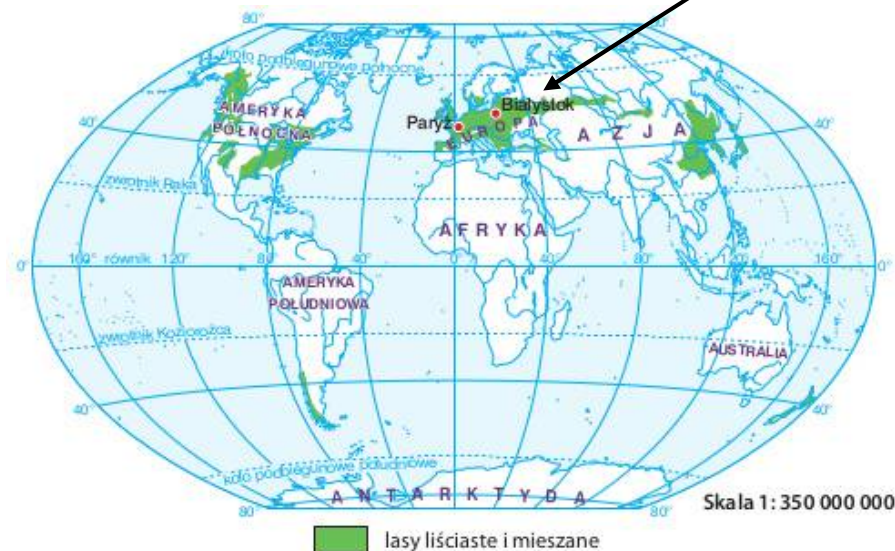 80° 80°
koło podbiegunowe północne
AMERYKA
PÓŁNOCNA
Paryż
Białystok
EUROPA
AZJA
40° 40°
zwrotnik Raka
AFRYKA
0° 160° równik 120° 80° 40° 0° 40° 80° 120° 160° 0°
AMERYKA
POŁUDNIOWA
zwrotnik Koziorożca
AUSTRALIA
40° 40°
koło podbiegunowe południowe
ANTARKTYDA
80° 80°
Skala 1: 350 000 000
lasy liściaste i mieszane